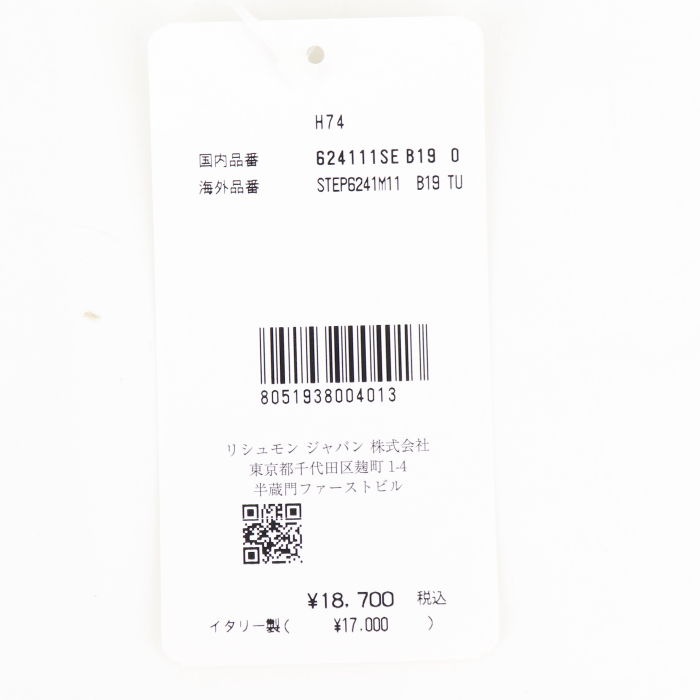 H74
国内品番 624111SE B19 0
海外品番 STEP6241M11 B19 TU
8051938004013
リシュモン ジャパン 株式会社
東京都千代田区麹町 1-4
半蔵門ファーストビル
¥18,700 税込
イタリー製( ¥17.000 )